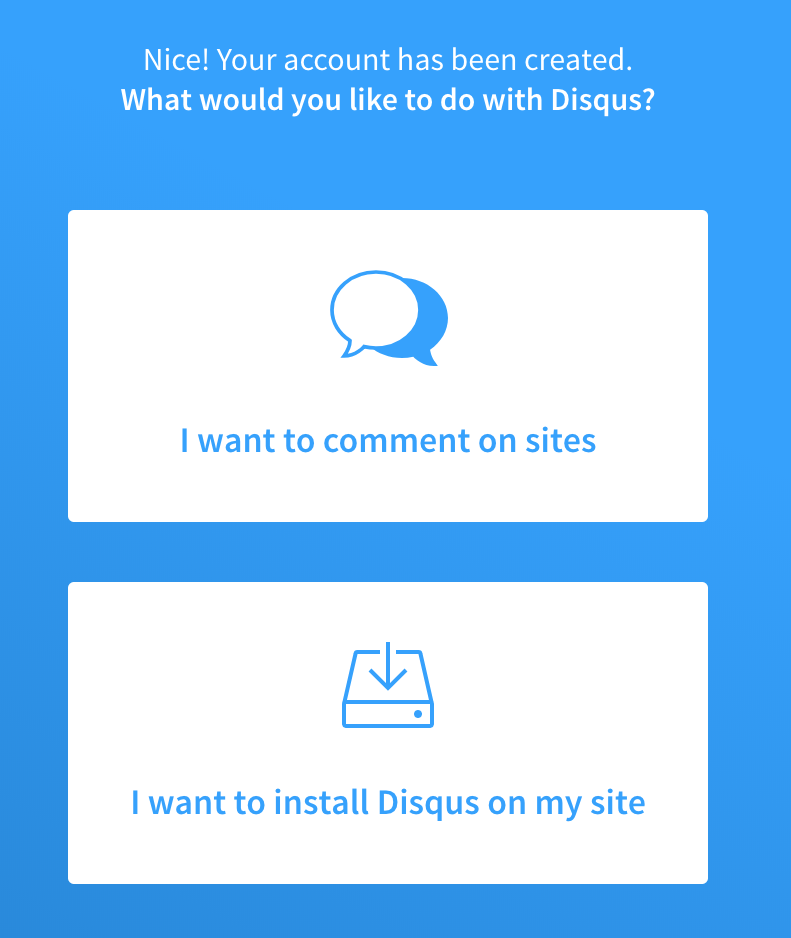 Nice! Your account has been created.
What would you like to do with Disqus?
I want to comment on sites
I want to install Disqus on my site